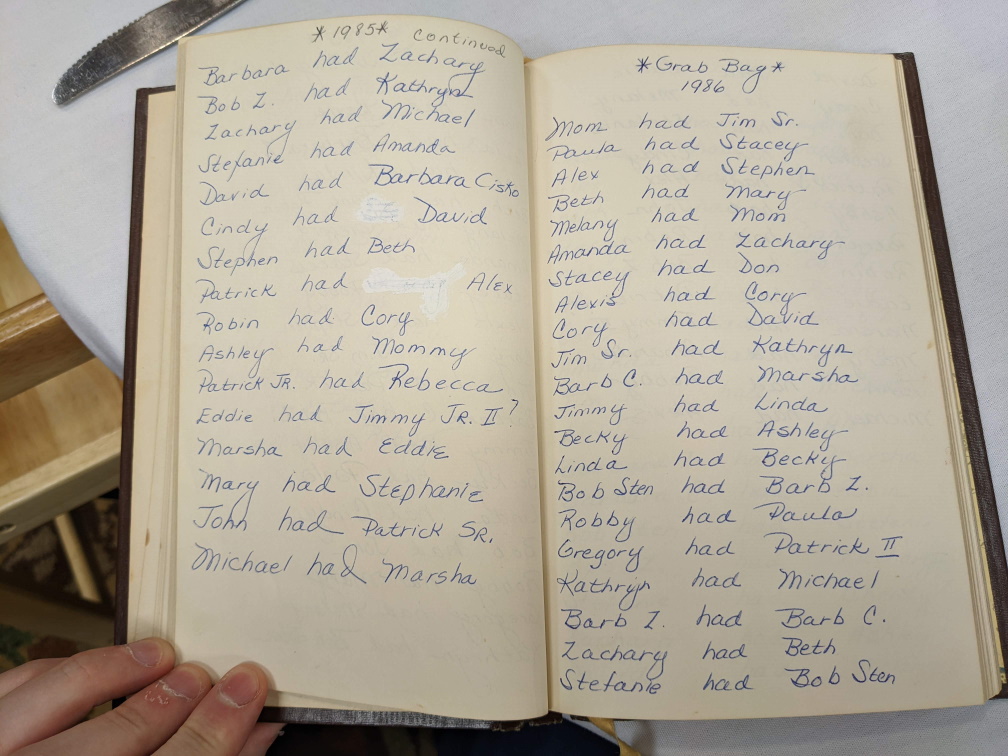 *1985* continued
Barbara had Zachary
Bob Z. had Kathryn
Zachary had Michael
Stefanie had Amanda
David had Barbara Cisko
Cindy had David
Stephen had Beth
Patrick had Alex
Robin had Cory
Ashley had Mommy
Patrick JR. had Rebecca
Eddie had Jimmy JR. II?
Marsha had Eddie
Mary had Stephanie
John had Patrick SR.
Michael had Marsha
*Grab Bag*
1986
Mom had Jim Sr.
Paula had Stacey
Alex had Stephen
Beth had Mary
Melany had Mom
Amanda had Zachary
Stacey had Don
Alexis had Cory
Cory had David
Jim Sr. had Kathryn
Barb C. had Marsha
Jimmy had Linda
Becky had Ashley
Linda had Becky
Bob Sten had Barb Z.
Robby had Paula
Gregory had Patrick II
Kathryn had Michael
Barb Z. had Barb C.
Zachary had Beth
Stefanie had Bob Sten